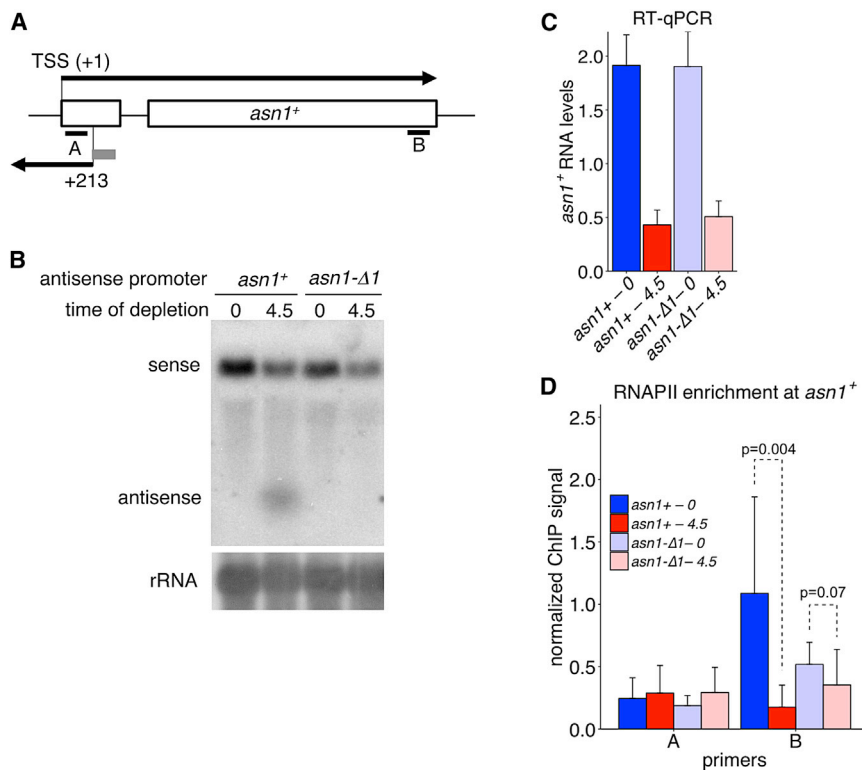 A
TSS (+1)
asn1+
A
B
+213
B
antisense promoter asn1+ asn1-Δ1
time of depletion 0 4.5 0 4.5
sense
antisense
rRNA
C
RT-qPCR
asn1+ RNA levels
2.0
1.5
1.0
0.5
0.0
asn1+ – 0
asn1+ – 4.5
asn1-Δ1 – 0
asn1-Δ1 – 4.5
D
RNAPII enrichment at asn1+
normalized ChIP signal
2.5
2.0
1.5
1.0
0.5
0.0
p=0.004
asn1+ – 0
asn1+ – 4.5
asn1-Δ1 – 0
asn1-Δ1 – 4.5
p=0.07
A B
primers